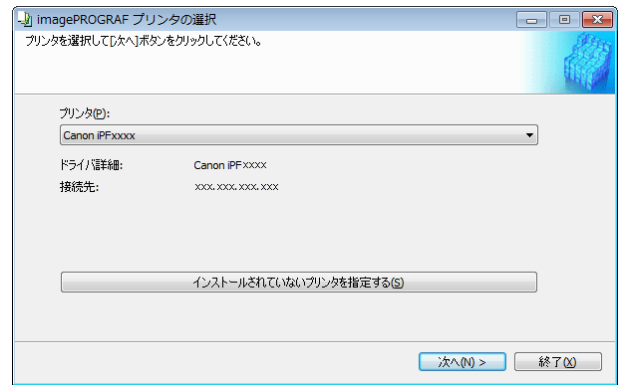 imagePROGRAF プリンタの選択
プリンタを選択して[次へ]ボタンをクリックしてください。
プリンタ(P):
Canon iPFxxxx
ドライバ詳細: Canon iPFxxxx
接続先: xxx.xxx.xxx.xxx
インストールされていないプリンタを指定する(S)
次へ(N) > 終了(X)